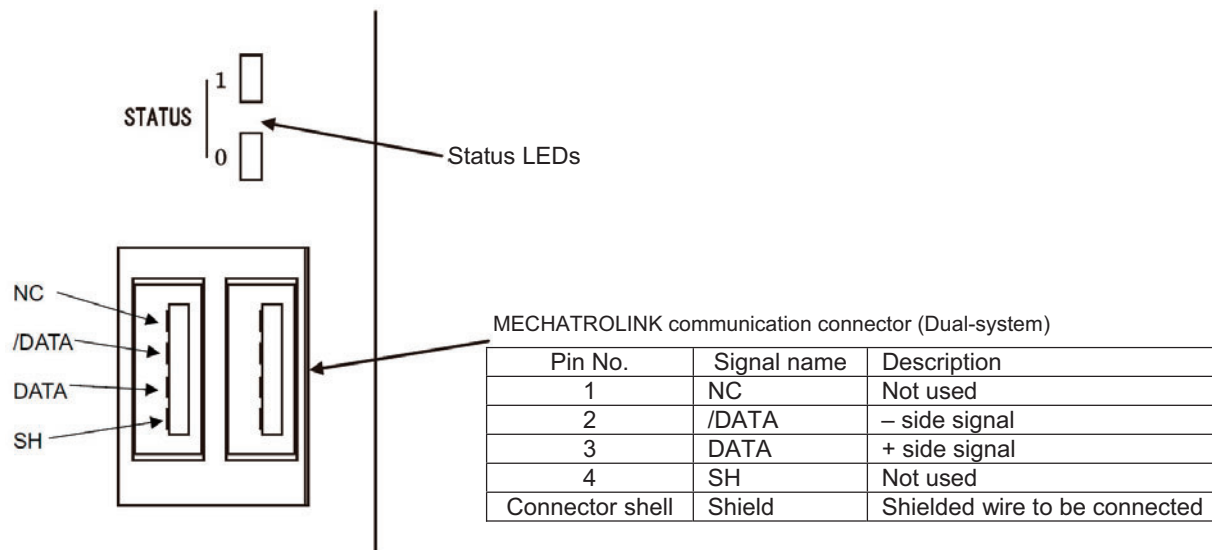 1
STATUS
0
Status LEDs
NC
/DATA
DATA
SH
MECHATROLINK communication connector (Dual-system)
Pin No. Signal name Description
1 NC Not used
2 /DATA – side signal
3 DATA + side signal
4 SH Not used
Connector shell Shield Shielded wire to be connected